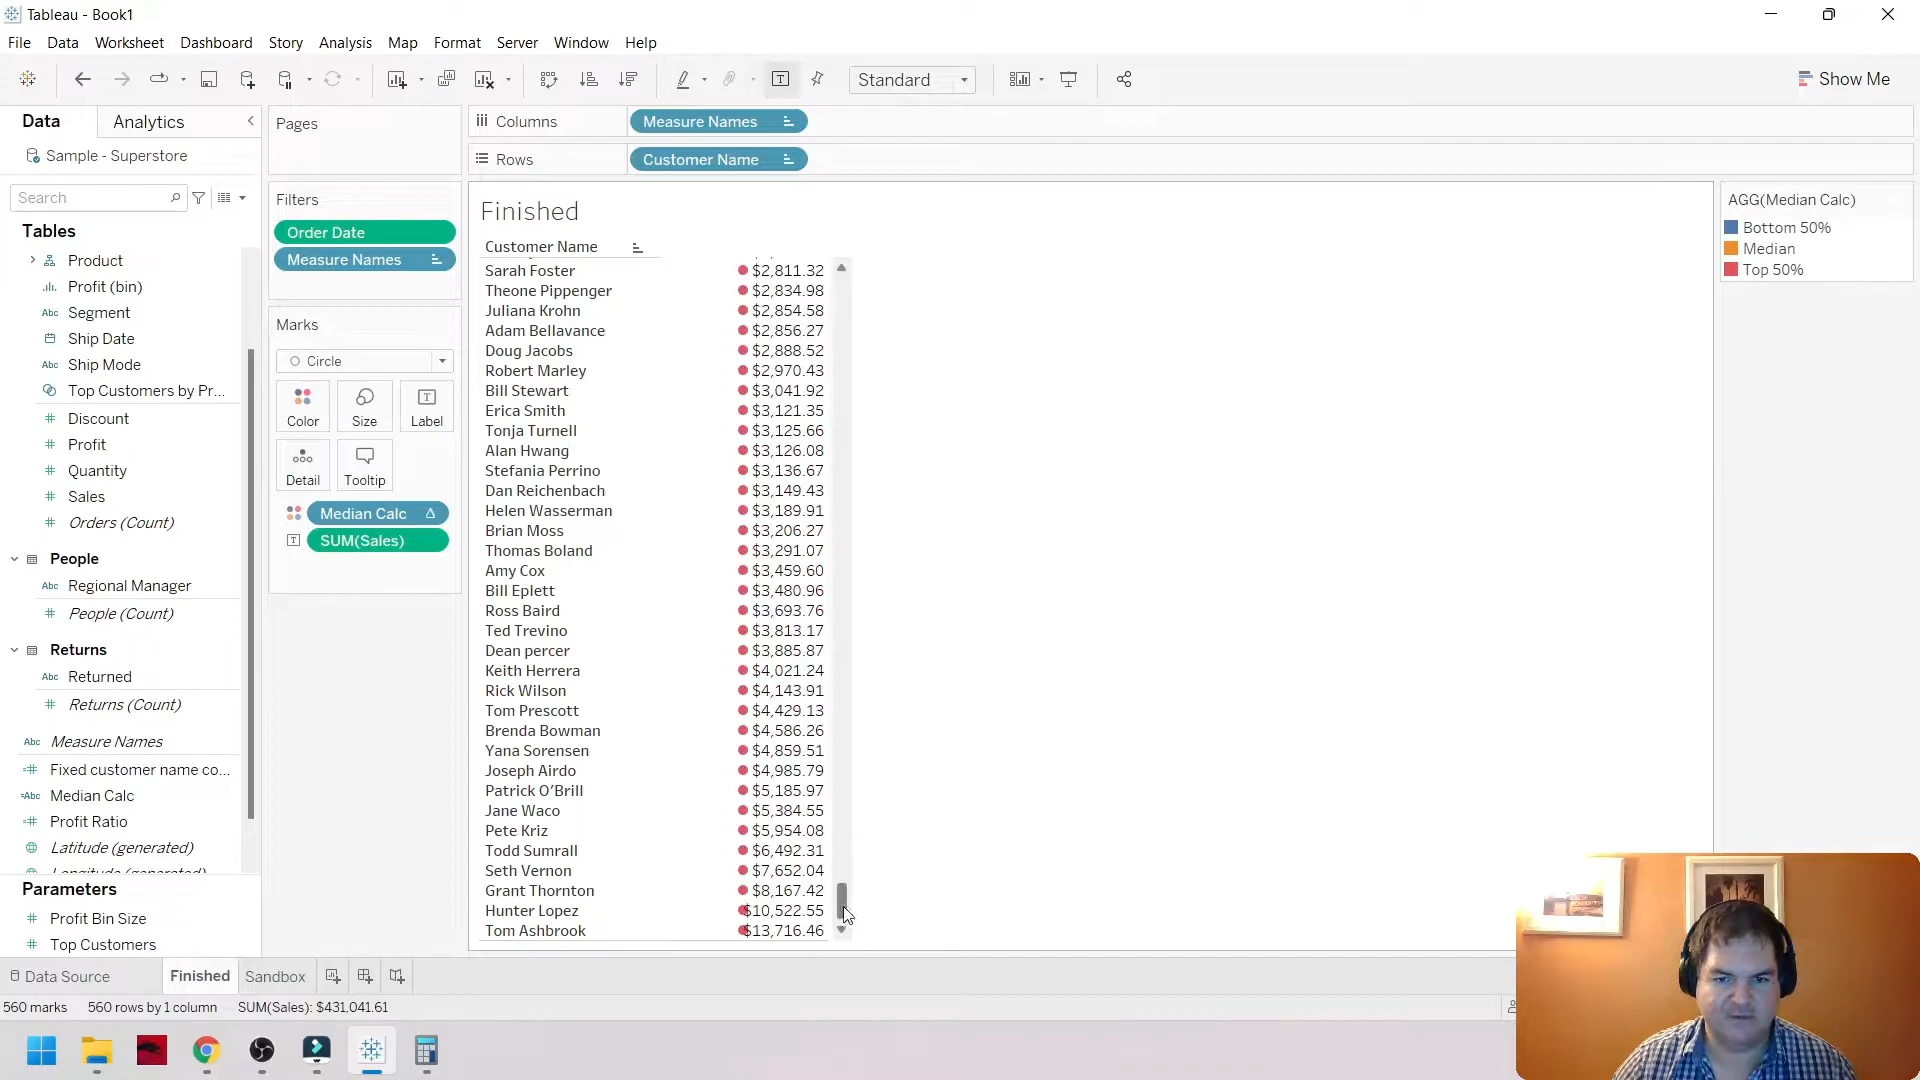 Tableau - Book1
File Data Worksheet Dashboard Story Analysis Map Format Server Window Help
Standard
Show Me
Data Analytics
Sample - Superstore
Search
Tables
Product
Profit (bin)
Abc Segment
Ship Date
Abc Ship Mode
Top Customers by Pr...
Discount
Profit
Quantity
Sales
Orders (Count)
People
Abc Regional Manager
People (Count)
Returns
Abc Returned
Returns (Count)
Abc Measure Names
Fixed customer name co...
=Abc Median Calc
Profit Ratio
Latitude (generated)
Longitude (generated)
Parameters
Profit Bin Size
Top Customers
Pages
Filters
Order Date
Measure Names
Marks
Circle
Color Size Label
Detail Tooltip
Median Calc
SUM(Sales)
Columns Measure Names
Rows Customer Name
Finished
Customer Name
Sarah Foster $2,811.32
Theone Pippenger $2,834.98
Juliana Krohn $2,854.58
Adam Bellavance $2,856.27
Doug Jacobs $2,888.52
Robert Marley $2,970.43
Bill Stewart $3,041.92
Erica Smith $3,121.35
Tonja Turnell $3,125.66
Alan Hwang $3,126.08
Stefania Perrino $3,136.67
Dan Reichenbach $3,149.43
Helen Wasserman $3,189.91
Brian Moss $3,206.27
Thomas Boland $3,291.07
Amy Cox $3,459.60
Bill Eplett $3,480.96
Ross Baird $3,693.76
Ted Trevino $3,813.17
Dean percer $3,885.87
Keith Herrera $4,021.24
Rick Wilson $4,143.91
Tom Prescott $4,429.13
Brenda Bowman $4,586.26
Yana Sorensen $4,859.51
Joseph Airdo $4,985.79
Patrick O'Brill $5,185.97
Jane Waco $5,384.55
Pete Kriz $5,954.08
Todd Sumrall $6,492.31
Seth Vernon $7,652.04
Grant Thornton $8,167.42
Hunter Lopez $10,522.55
Tom Ashbrook $13,716.46
AGG(Median Calc)
Bottom 50%
Median
Top 50%
Data Source Finished Sandbox
560 marks 560 rows by 1 column SUM(Sales): $431,041.61